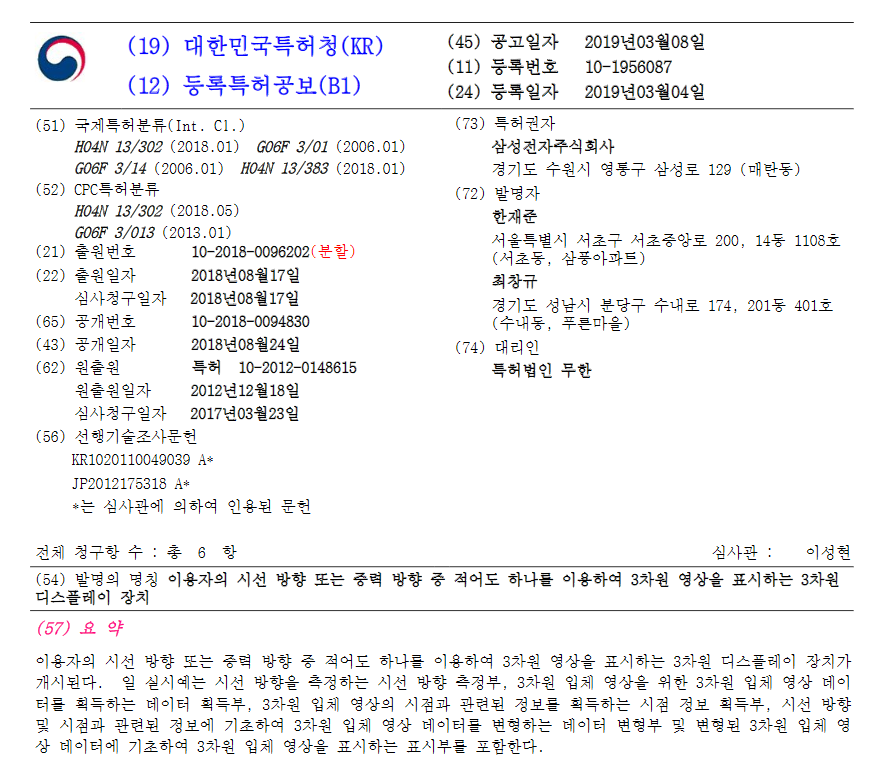 (19) 대한민국특허청(KR)
(12) 등록특허공보(B1)
(45) 공고일자 2019년03월08일
(11) 등록번호 10-1956087
(24) 등록일자 2019년03월04일
(51) 국제특허분류(Int. Cl.)
H04N 13/302 (2018.01) G06F 3/01 (2006.01)
G06F 3/14 (2006.01) H04N 13/383 (2018.01)
(52) CPC특허분류
H04N 13/302 (2018.05)
G06F 3/013 (2013.01)
(21) 출원번호 10-2018-0096202(분할)
(22) 출원일자 2018년08월17일
심사청구일자 2018년08월17일
(65) 공개번호 10-2018-0094830
(43) 공개일자 2018년08월24일
(62) 원출원 특허 10-2012-0148615
원출원일자 2012년12월18일
심사청구일자 2017년03월23일
(56) 선행기술조사문헌
KR1020110049039 A*
JP2012175318 A*
*는 심사관에 의하여 인용된 문헌
(73) 특허권자
삼성전자주식회사
경기도 수원시 영통구 삼성로 129 (매탄동)
(72) 발명자
한재준
서울특별시 서초구 서초중앙로 200, 14동 1108호
(서초동, 삼풍아파트)
최창규
경기도 성남시 분당구 수내로 174, 201동 401호
(수내동, 푸른마을)
(74) 대리인
특허법인 무한
전체 청구항 수 : 총 6 항 심사관 : 이성현
(54) 발명의 명칭 이용자의 시선 방향 또는 중력 방향 중 적어도 하나를 이용하여 3차원 영상을 표시하는 3차원
디스플레이 장치
(57) 요 약
이용자의 시선 방향 또는 중력 방향 중 적어도 하나를 이용하여 3차원 영상을 표시하는 3차원 디스플레이 장치가
개시된다. 일 실시예는 시선 방향을 측정하는 시선 방향 측정부, 3차원 입체 영상을 위한 3차원 입체 영상 데이
터를 획득하는 데이터 획득부, 3차원 입체 영상의 시점과 관련된 정보를 획득하는 시점 정보 획득부, 시선 방향
및 시점과 관련된 정보에 기초하여 3차원 입체 영상 데이터를 변형하는 데이터 변형부 및 변형된 3차원 입체 영
상 데이터에 기초하여 3차원 입체 영상을 표시하는 표시부를 포함한다.